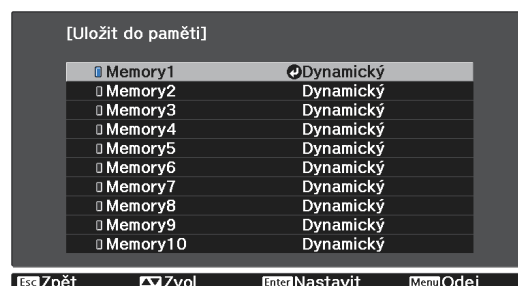 [Uložit do paměti]
Memory1 Dynamický
Memory2 Dynamický
Memory3 Dynamický
Memory4 Dynamický
Memory5 Dynamický
Memory6 Dynamický
Memory7 Dynamický
Memory8 Dynamický
Memory9 Dynamický
Memory10 Dynamický
Esc Zpět Zvol Enter Nastavit Menu Odej